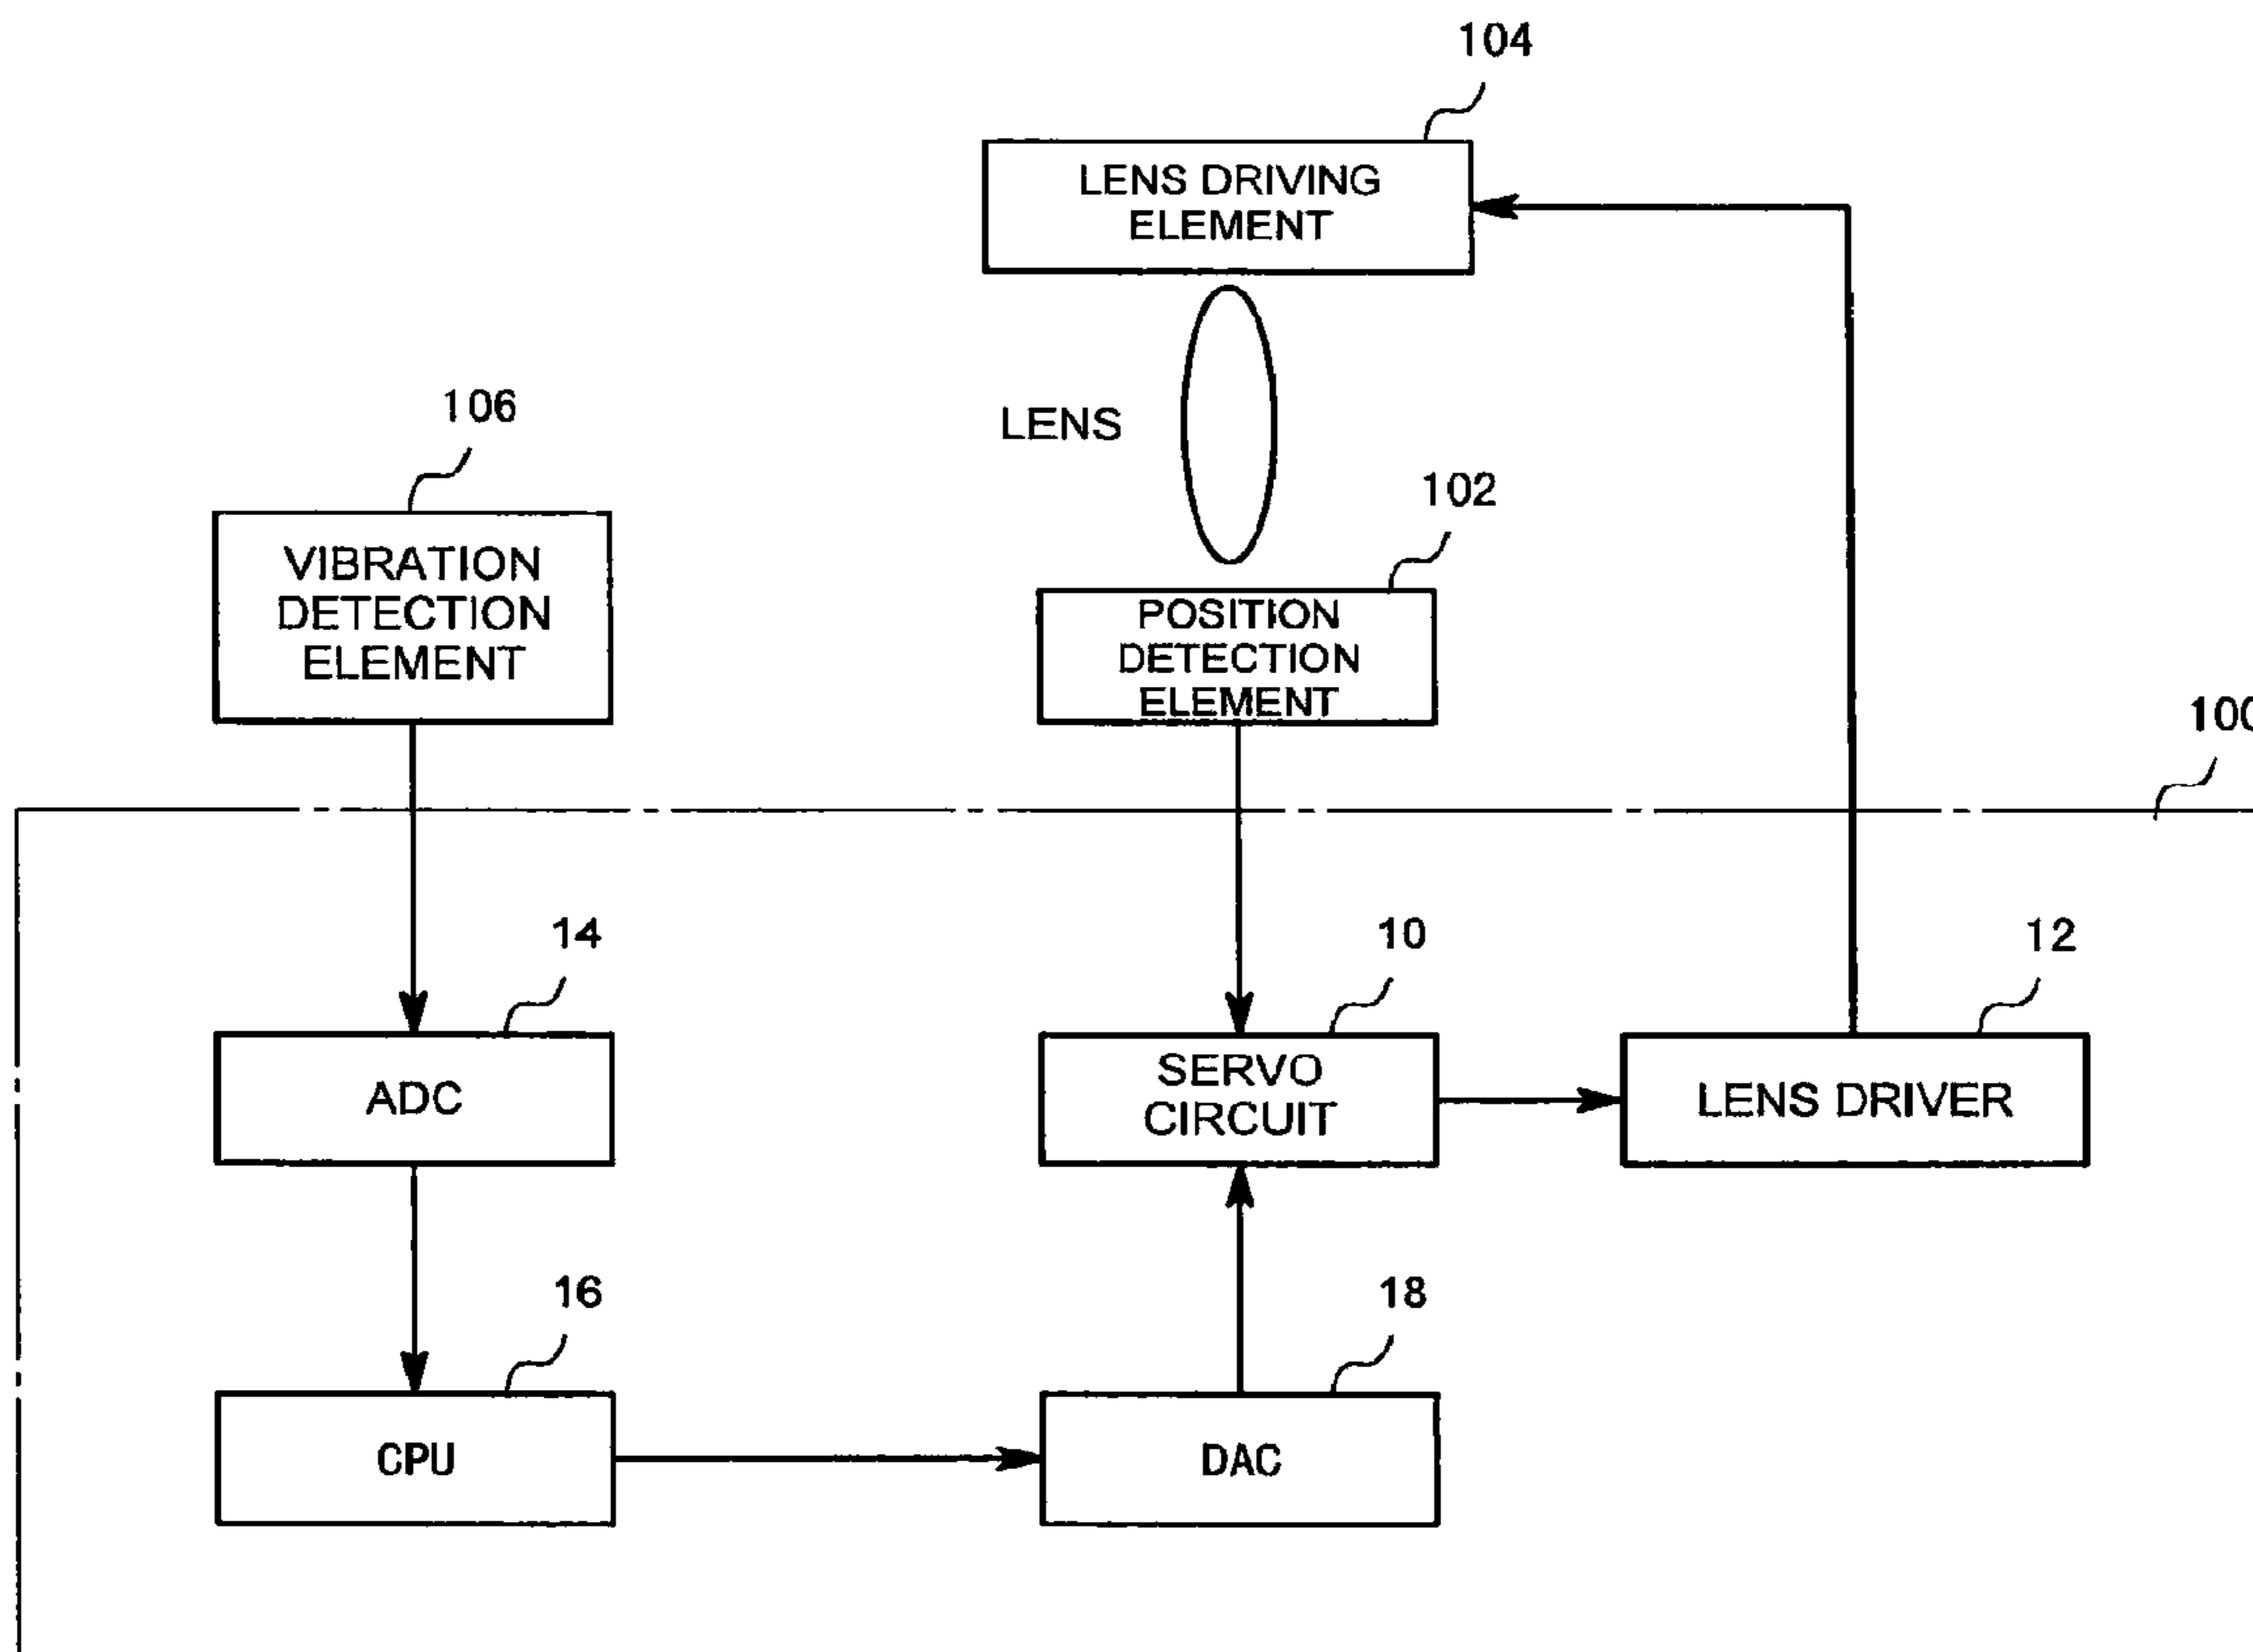 104
LENS DRIVING
ELEMENT
106
LENS
102
VIBRATION
DETECTION
ELEMENT
POSITION
DETECTION
ELEMENT
100
14
10
12
ADC
SERVO
CIRCUIT
LENS DRIVER
16
18
CPU
DAC